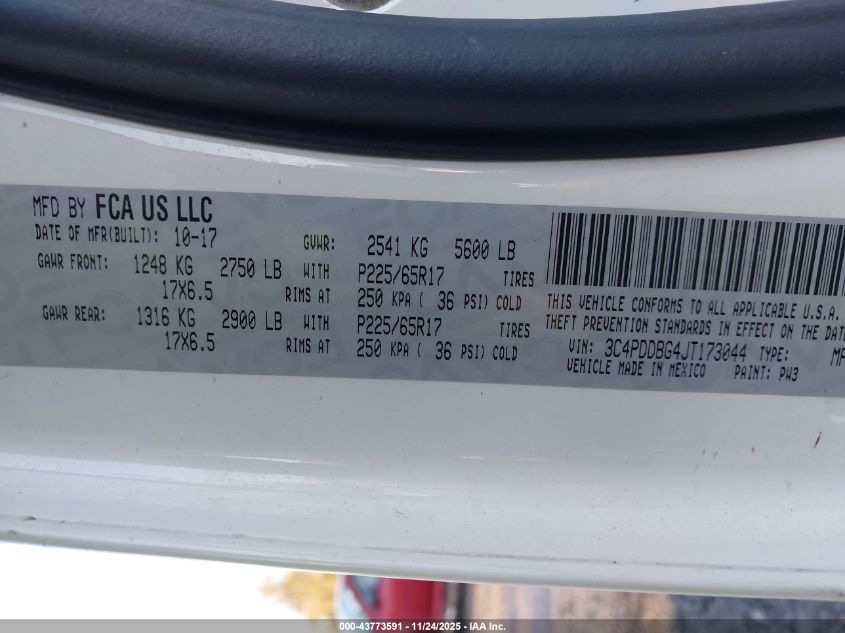 MFD BY FCA US LLC
DATE OF MFR(BUILT): 10-17 GVWR: 2541 KG 5600 LB
GAWR FRONT: 1248 KG 2750 LB WITH P225/65R17 TIRES
17X6.5 RIMS AT 250 KPA ( 36 PSI) COLD
GAWR REAR: 1316 KG 2900 LB WITH P225/65R17 TIRES
17X6.5 RIMS AT 250 KPA ( 36 PSI) COLD
THIS VEHICLE CONFORMS TO ALL APPLICABLE U.S.A.
THEFT PREVENTION STANDARDS IN EFFECT ON THE DATE
VIN: 3C4PDDBG4JT173044 TYPE:
VEHICLE MADE IN MEXICO PAINT: PW3
000-43773591 - 11/24/2025 - IAA Inc.